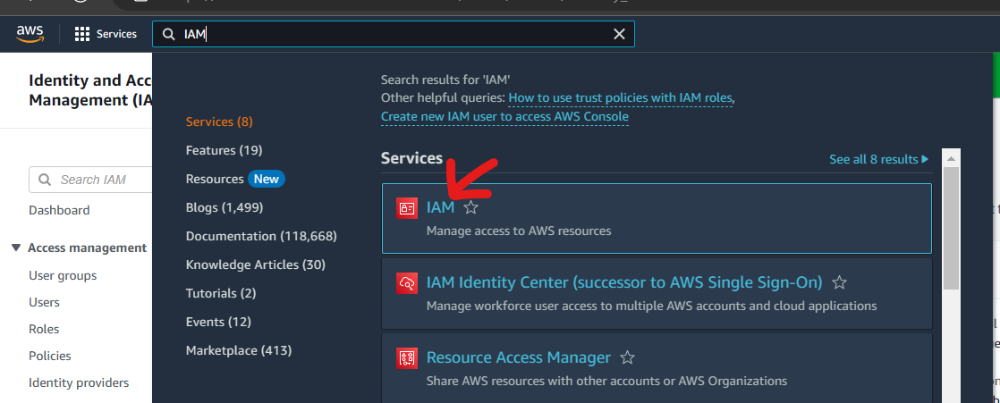 aws
Services
IAM
Identity and Acc
Management (IA
Search IAM
Dashboard
Access management
User groups
Users
Roles
Policies
Identity providers
Services (8)
Features (19)
Resources New
Blogs (1,499)
Documentation (118,668)
Knowledge Articles (30)
Tutorials (2)
Events (12)
Marketplace (413)
Search results for 'IAM'
Other helpful queries: How to use trust policies with IAM roles,
Create new IAM user to access AWS Console
Services
See all 8 results
IAM
Manage access to AWS resources
IAM Identity Center (successor to AWS Single Sign-On)
Manage workforce user access to multiple AWS accounts and cloud applications
Resource Access Manager
Share AWS resources with other accounts or AWS Organizations